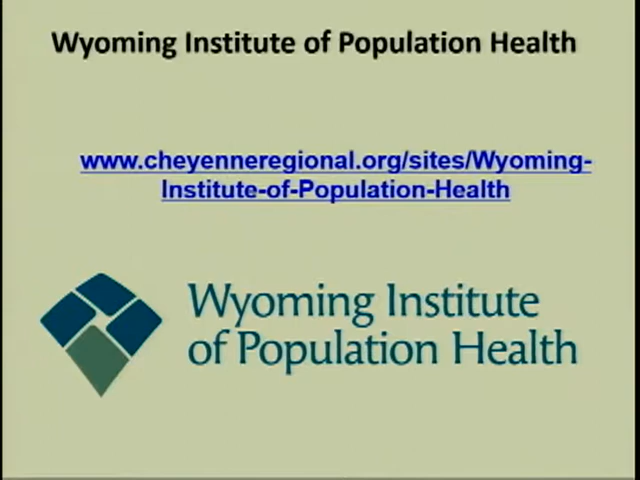 Wyoming Institute of Population Health
www.cheyenneregional.org/sites/Wyoming-
Institute-of-Population-Health
Wyoming Institute
of Population Health